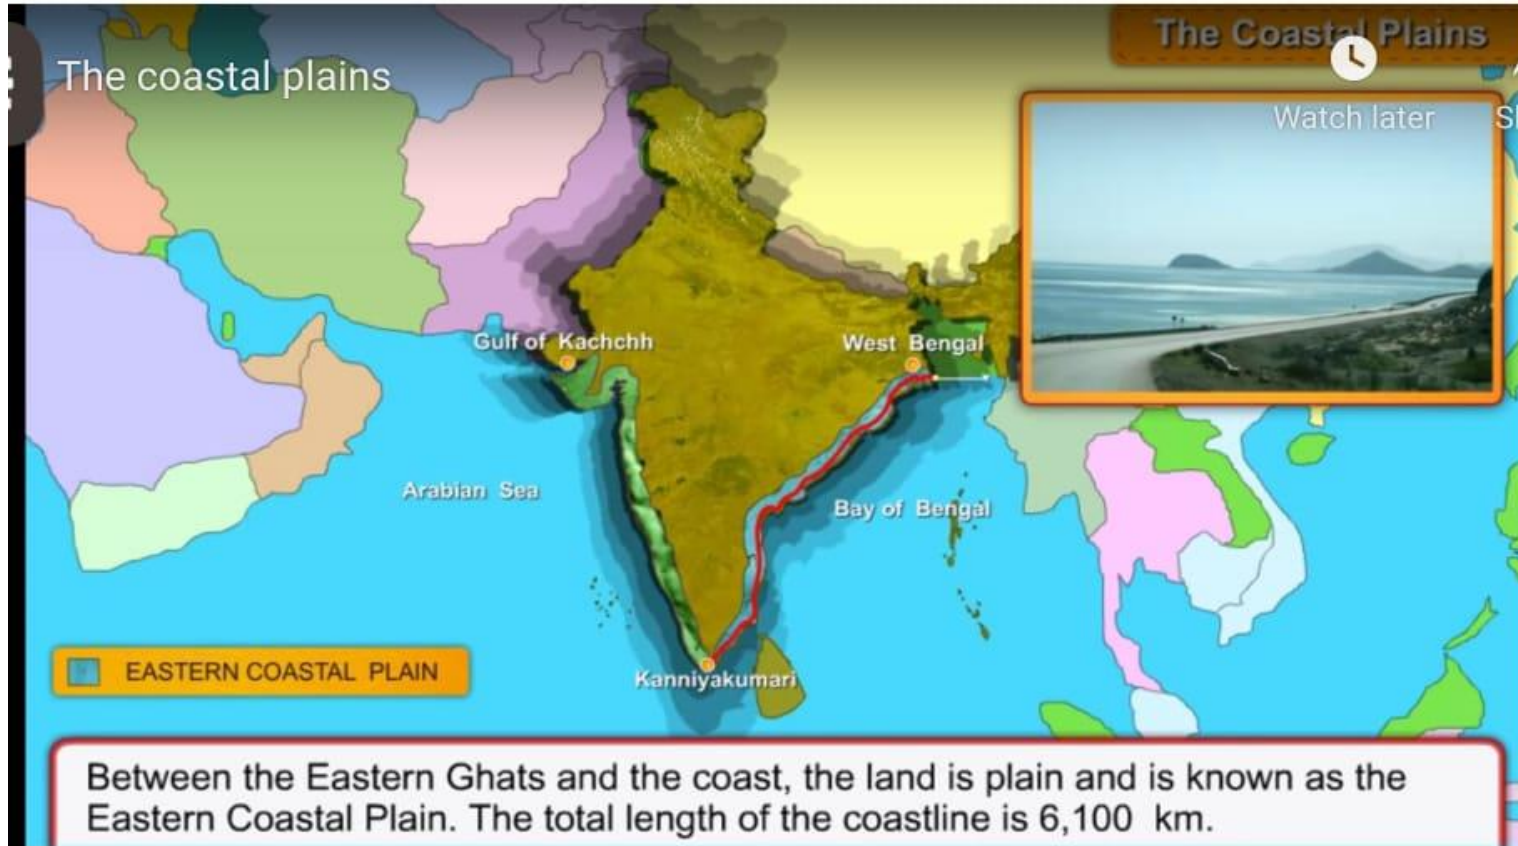 The Coastal Plains
The coastal plains
Watch later
Gulf of Kachchh
West Bengal
Arabian Sea
Bay of Bengal
EASTERN COASTAL PLAIN
Kanniyakumari
Between the Eastern Ghats and the coast, the land is plain and is known as the
Eastern Coastal Plain. The total length of the coastline is 6,100 km.